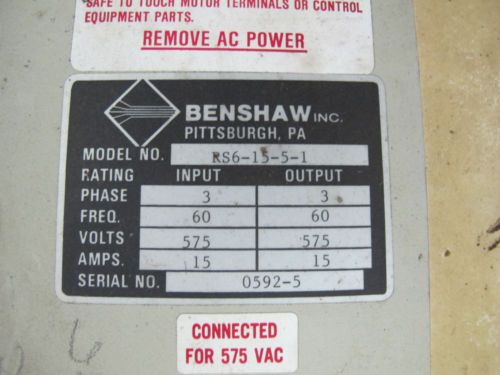 SAFE TO TOUCH MOTOR TERMINALS OR CONTROL
EQUIPMENT PARTS.
REMOVE AC POWER
BENSHAW INC.
PITTSBURGH, PA
MODEL NO. RS6-15-5-1
RATING INPUT OUTPUT
PHASE 3 3
FREQ. 60 60
VOLTS 575 575
AMPS. 15 15
SERIAL NO. 0592-5
CONNECTED
FOR 575 VAC
6